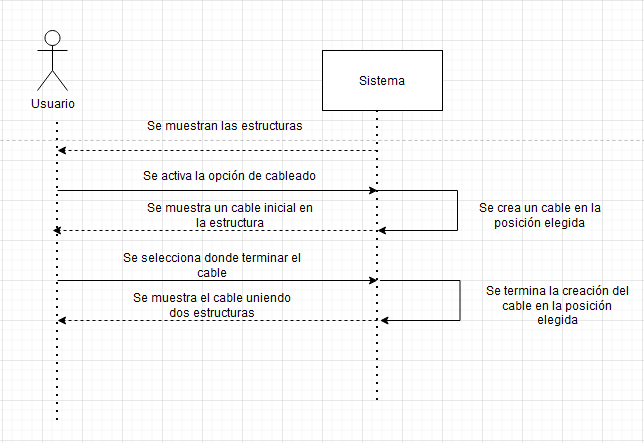 Usuario
Sistema
Se muestran las estructuras
Se activa la opción de cableado
Se muestra un cable inicial en
la estructura
Se crea un cable en la
posición elegida
Se selecciona donde terminar el
cable
Se muestra el cable uniendo
dos estructuras
Se termina la creación del
cable en la posición
elegida